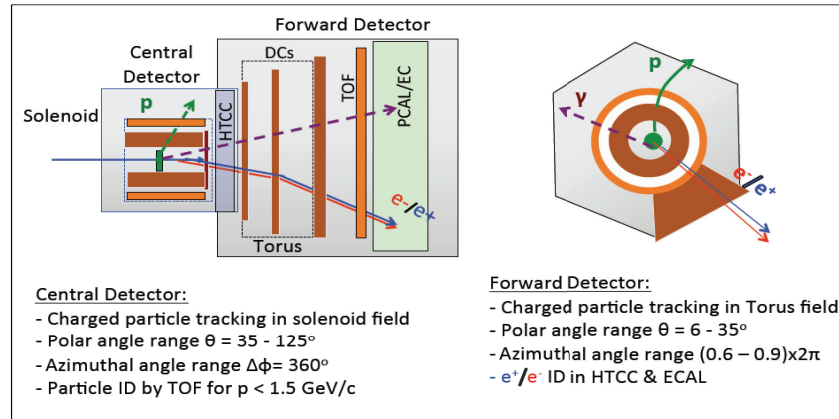 Forward Detector
Central
Detector
DCs
Solenoid
p
HTCC
TOF
PCAL/EC
e-/e+
Torus
p
γ
e-/e+
Central Detector:
- Charged particle tracking in solenoid field
- Polar angle range θ = 35 - 125°
- Azimuthal angle range Δϕ= 360°
- Particle ID by TOF for p < 1.5 GeV/c
Forward Detector:
- Charged particle tracking in Torus field
- Polar angle range θ = 6 - 35°
- Azimuthal angle range (0.6 – 0.9)x2π
- e⁺/e⁻ ID in HTCC & ECAL